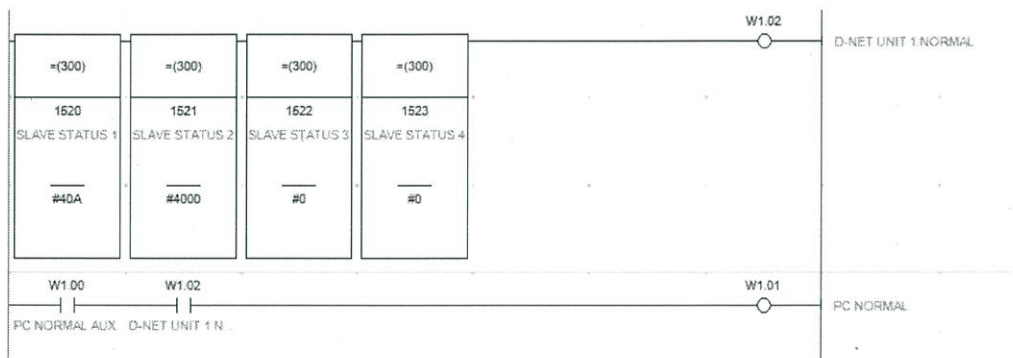 W1.02
D-NET UNIT 1 NORMAL
=(300) =(300) =(300) =(300)
1520 1521 1522 1523
SLAVE STATUS 1 SLAVE STATUS 2 SLAVE STATUS 3 SLAVE STATUS 4
#40A #4000 #0 #0
W1.00 W1.02 W1.01
PC NORMAL
PC NORMAL AUX. D-NET UNIT 1 N...